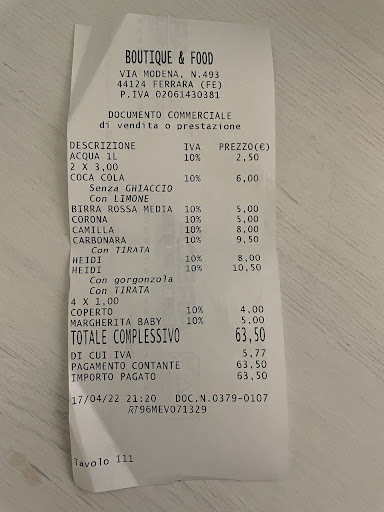 BOUTIQUE & FOOD
VIA MODENA, N.493
44124 FERRARA (FE)
P.IVA 02061430381
DOCUMENTO COMMERCIALE
di vendita o prestazione
DESCRIZIONE IVA PREZZO(€)
ACQUA 1L 10% 2,50
2 X 3,00
COCA COLA 10% 6,00
Senza GHIACCIO
Con LIMONE
BIRRA ROSSA MEDIA 10% 5,00
CORONA 10% 5,00
CAMILLA 10% 8,00
CARBONARA 10% 9,50
Con TIRATA
HEIDI 10% 8,00
HEIDI 10% 10,50
Con gorgonzola
Con TIRATA
4 X 1,00
COPERTO 10% 4,00
MARGHERITA BABY 10% 5,00
TOTALE COMPLESSIVO 63,50
DI CUI IVA 5,77
PAGAMENTO CONTANTE 63,50
IMPORTO PAGATO 63,50
17/04/22 21:20 DOC.N.0379-0107
RT96MEV071329
Tavolo 111